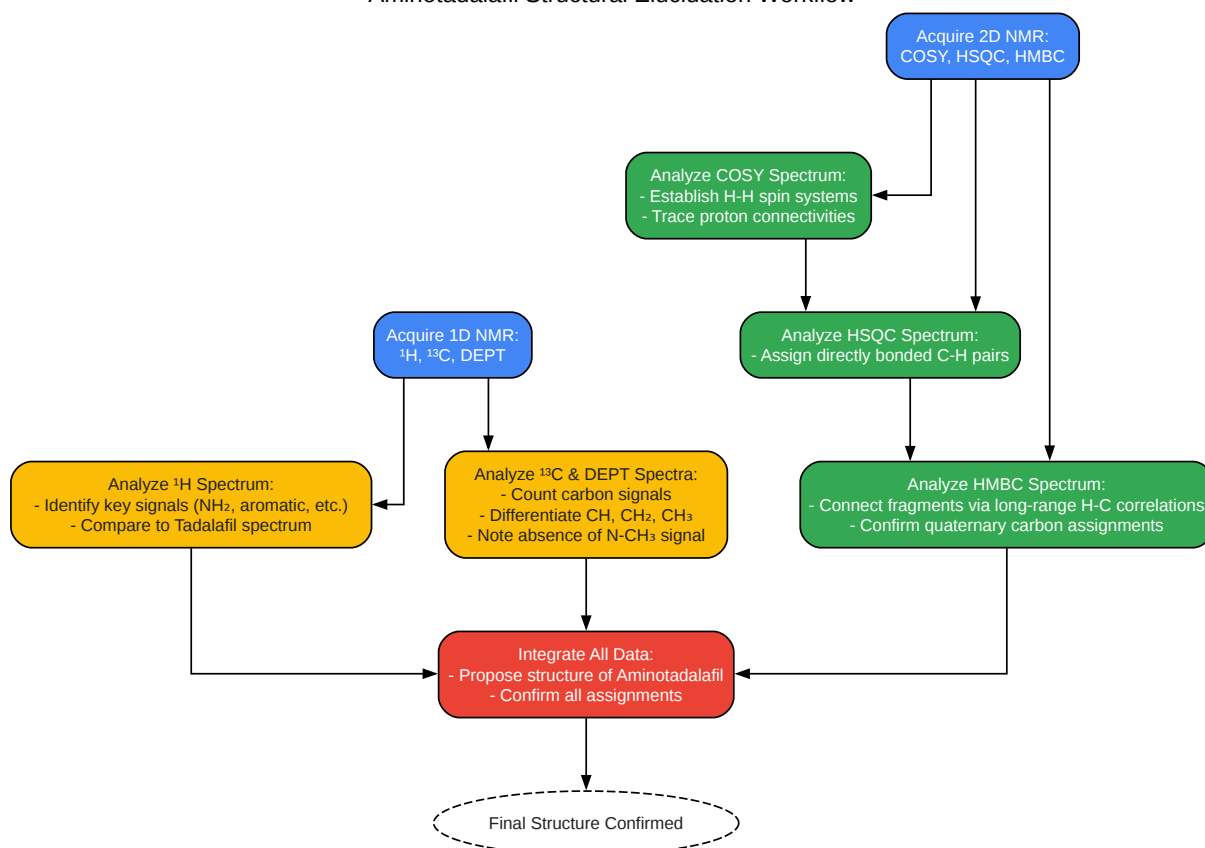 Aminotadalafil Structural Elucidation Workflow
Acquire 2D NMR:
COSY, HSQC, HMBC
Analyze COSY Spectrum:
- Establish H-H spin systems
- Trace proton connectivities
Analyze HSQC Spectrum:
- Assign directly bonded C-H pairs
Acquire 1D NMR:
¹H, ¹³C, DEPT
Analyze ¹H Spectrum:
- Identify key signals (NH₂, aromatic, etc.)
- Compare to Tadalafil spectrum
Analyze ¹³C & DEPT Spectra:
- Count carbon signals
- Differentiate CH, CH₂, CH₃
- Note absence of N-CH₃ signal
Analyze HMBC Spectrum:
- Connect fragments via long-range H-C correlations
- Confirm quaternary carbon assignments
Integrate All Data:
- Propose structure of Aminotadalafil
- Confirm all assignments
Final Structure Confirmed